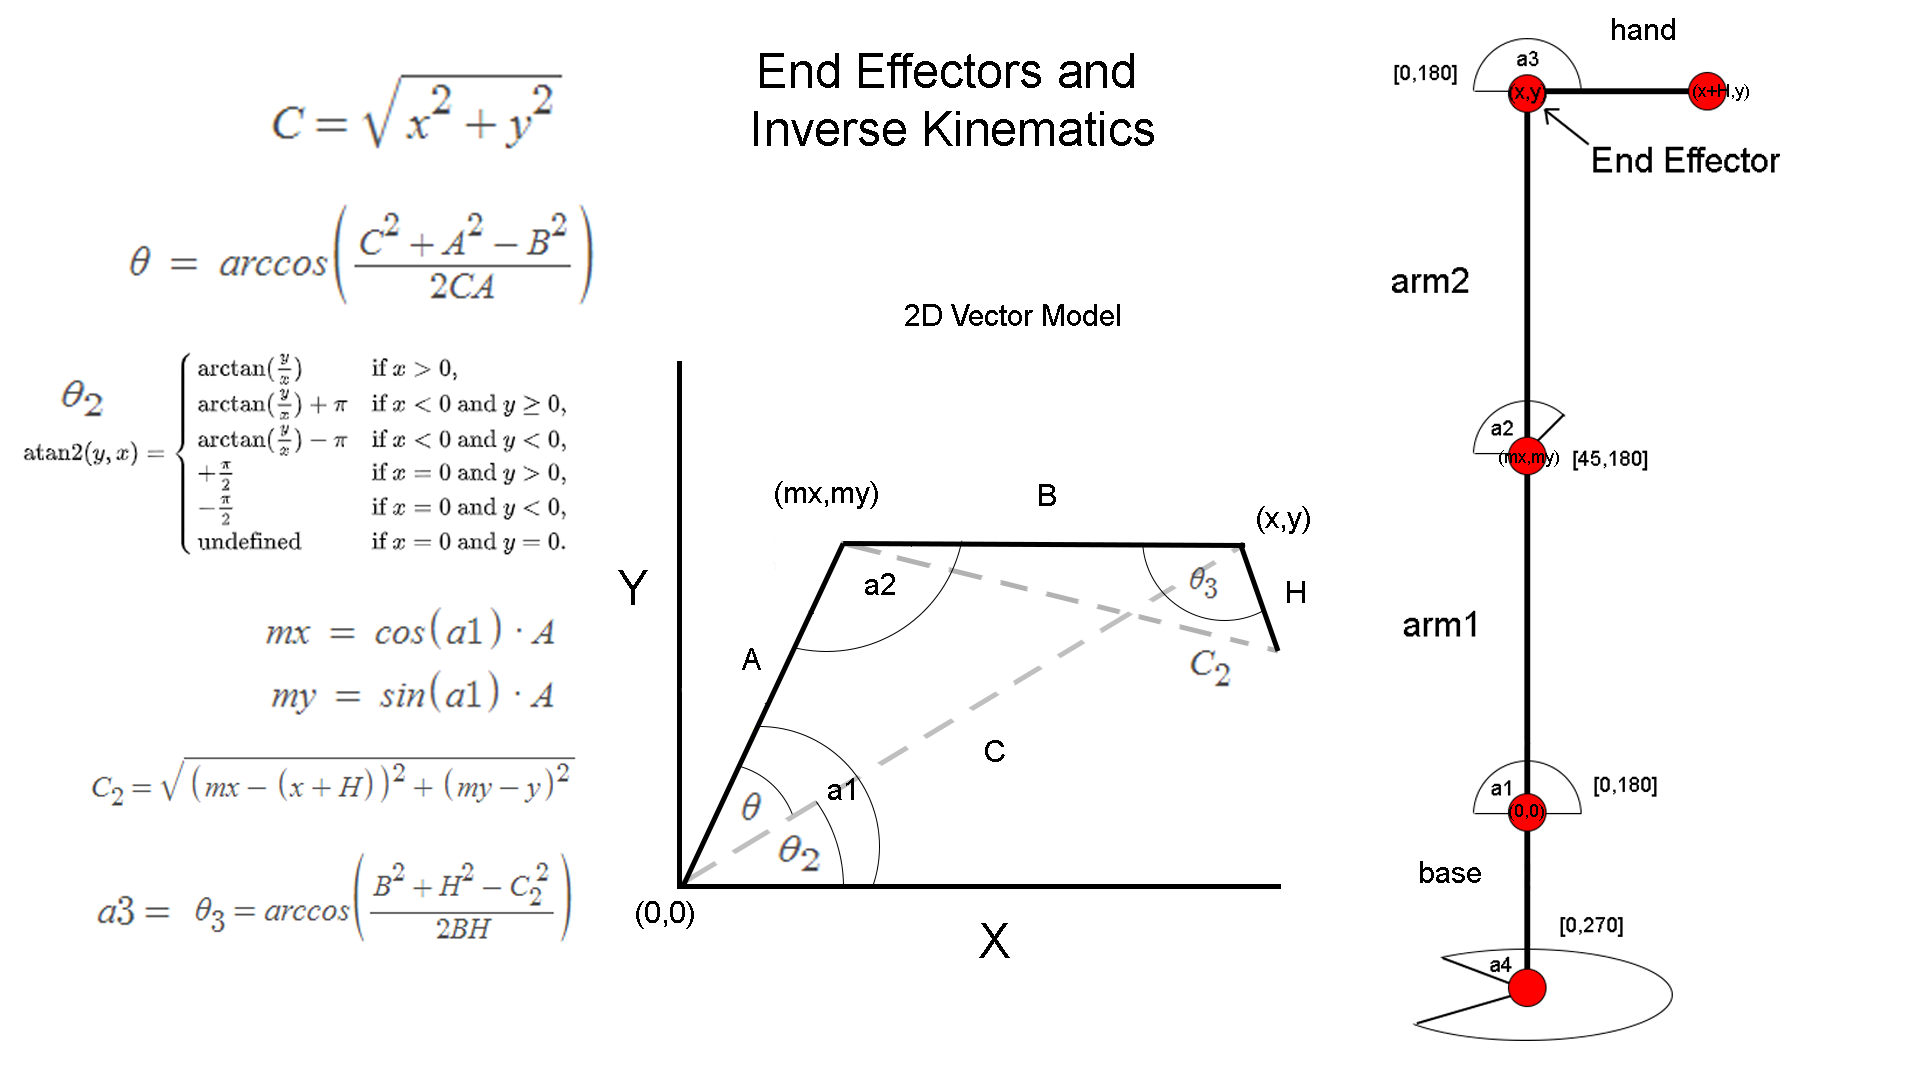 End Effectors and
Inverse Kinematics
C = √(x² + y²)
θ = arccos((C² + A² − B²) / 2CA)
θ₂
atan2(y, x) =
arctan(y/x) if x > 0,
arctan(y/x) + π if x < 0 and y ≥ 0,
arctan(y/x) − π if x < 0 and y < 0,
+π/2 if x = 0 and y > 0,
−π/2 if x = 0 and y < 0,
undefined if x = 0 and y = 0.
mx = cos(a1) · A
my = sin(a1) · A
C₂ = √((mx − (x + H))² + (my − y)²)
a3 = θ₃ = arccos((B² + H² − C₂²) / 2BH)
2D Vector Model
(mx,my)
B
(x,y)
a2
θ₃
H
Y
A
C₂
C
a1
θ
θ₂
(0,0)
X
hand
a3
[0,180]
(x,y)
(x+H,y)
End Effector
arm2
a2
(mx,my)
[45,180]
arm1
a1
[0,180]
(0,0)
base
[0,270]
a4